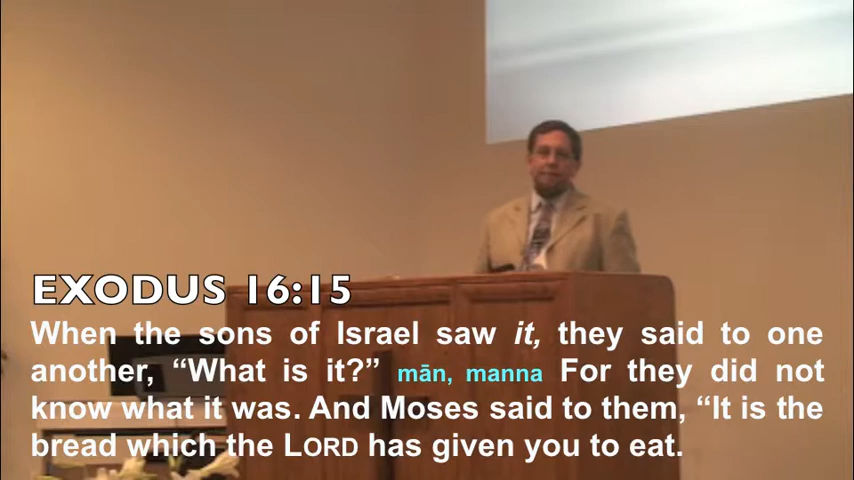 EXODUS 16:15
When the sons of Israel saw it, they said to one
another, “What is it?” mān, manna For they did not
know what it was. And Moses said to them, “It is the
bread which the LORD has given you to eat.